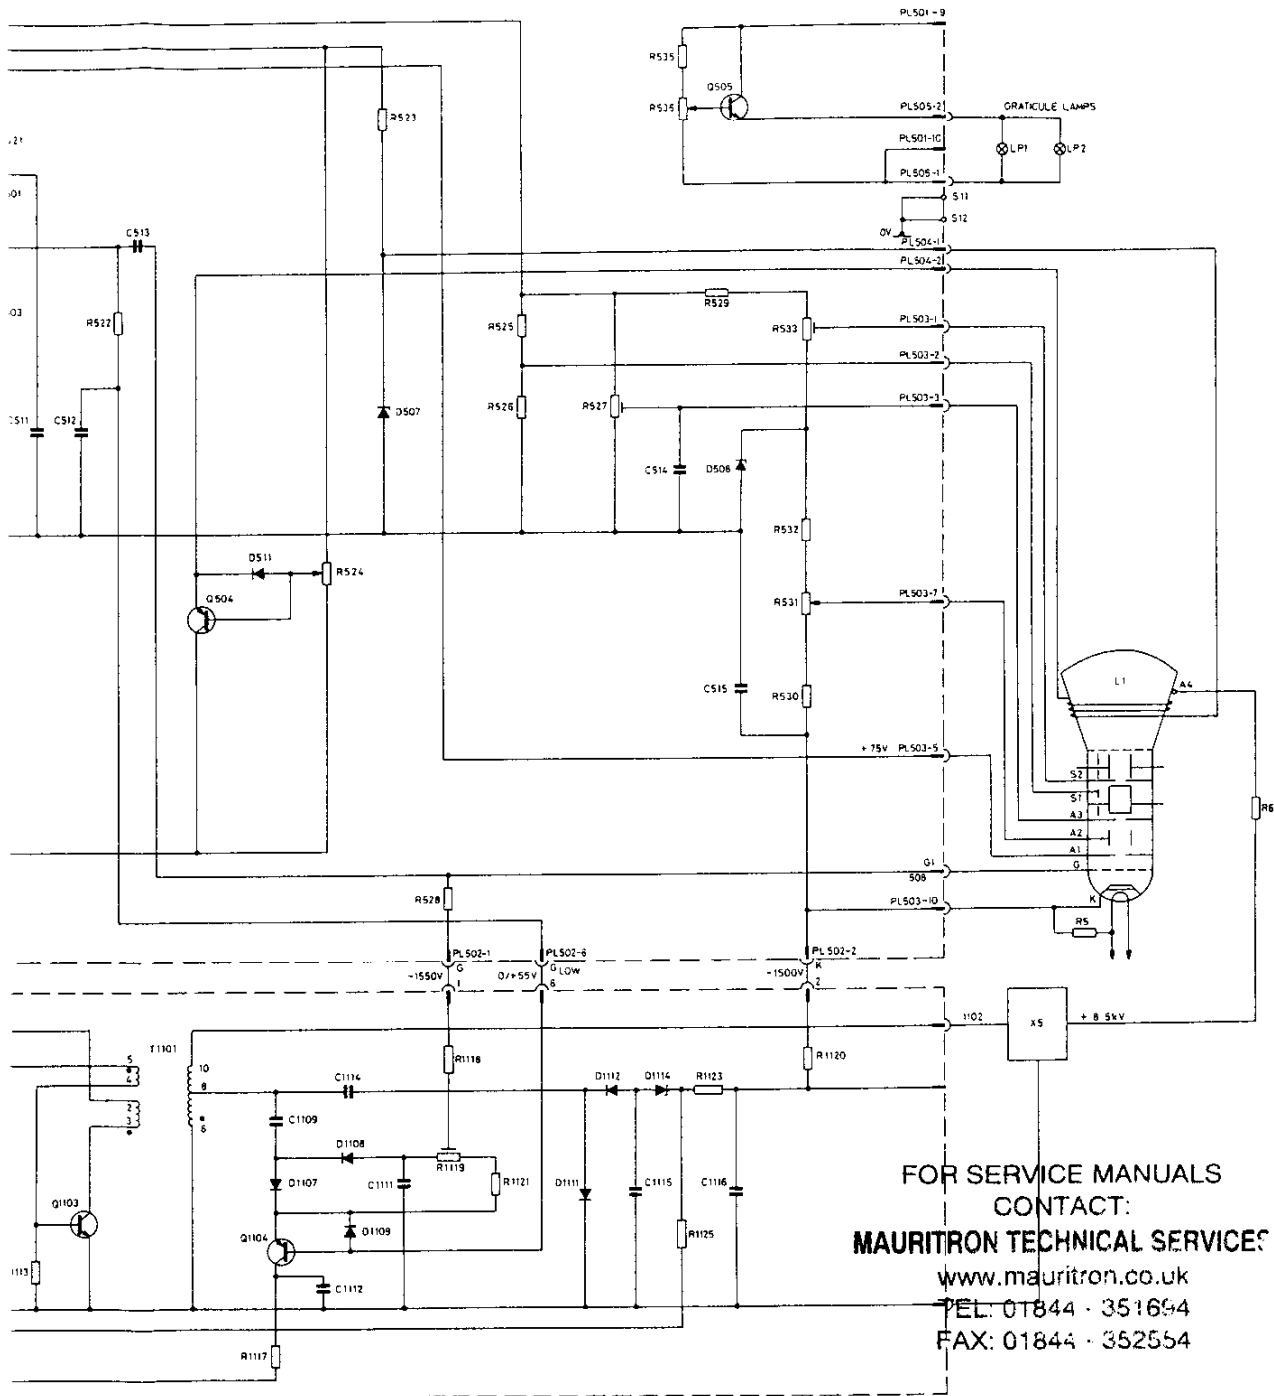 PL501-9
R535
Q505
R535
PL505-2
GRATICULE LAMPS
PL501-10
LP1
LP2
PL505-1
S11
S12
0V
PL504-1
PL504-2
R523
C513
R522
R525
R529
R533
PL503-1
PL503-2
C511
C512
D507
R526
R527
PL503-3
C514
D508
R532
D511
R524
Q504
R531
PL503-7
C515
R530
L1
A4
+75V PL503-5
S2
S1
A3
A2
A1
G
R6
G1
508
R528
K
PL503-10
R5
PL502-1
PL502-6
PL502-2
G
G LOW
K
-1550V
0/+55V
-1500V
1
6
2
1102
X5
+8.5kV
T1101
5
4
2
3
10
8
6
R1118
R1120
C1114
D1112
D1114
R1123
C1109
D1108
R1119
D1107
C1111
R1121
D1111
C1115
C1116
Q1103
D1109
Q1104
R1125
C1112
R1117
FOR SERVICE MANUALS
CONTACT:
MAURITRON TECHNICAL SERVICES
www.mauritron.co.uk
TEL: 01844 - 351694
FAX: 01844 - 352554